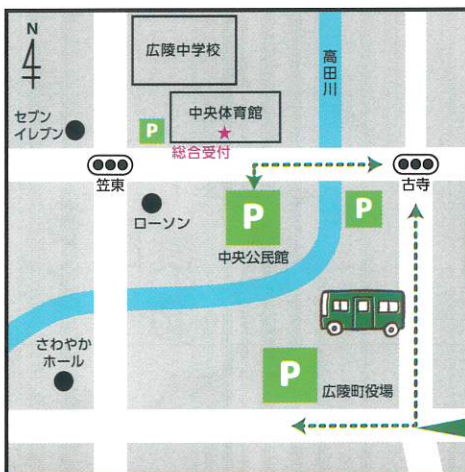 N
広陵中学校
高田川
セブン
イレブン
P
中央体育館
総合受付
笠東
古寺
ローソン
P
P
中央公民館
さわやか
ホール
P
広陵町役場